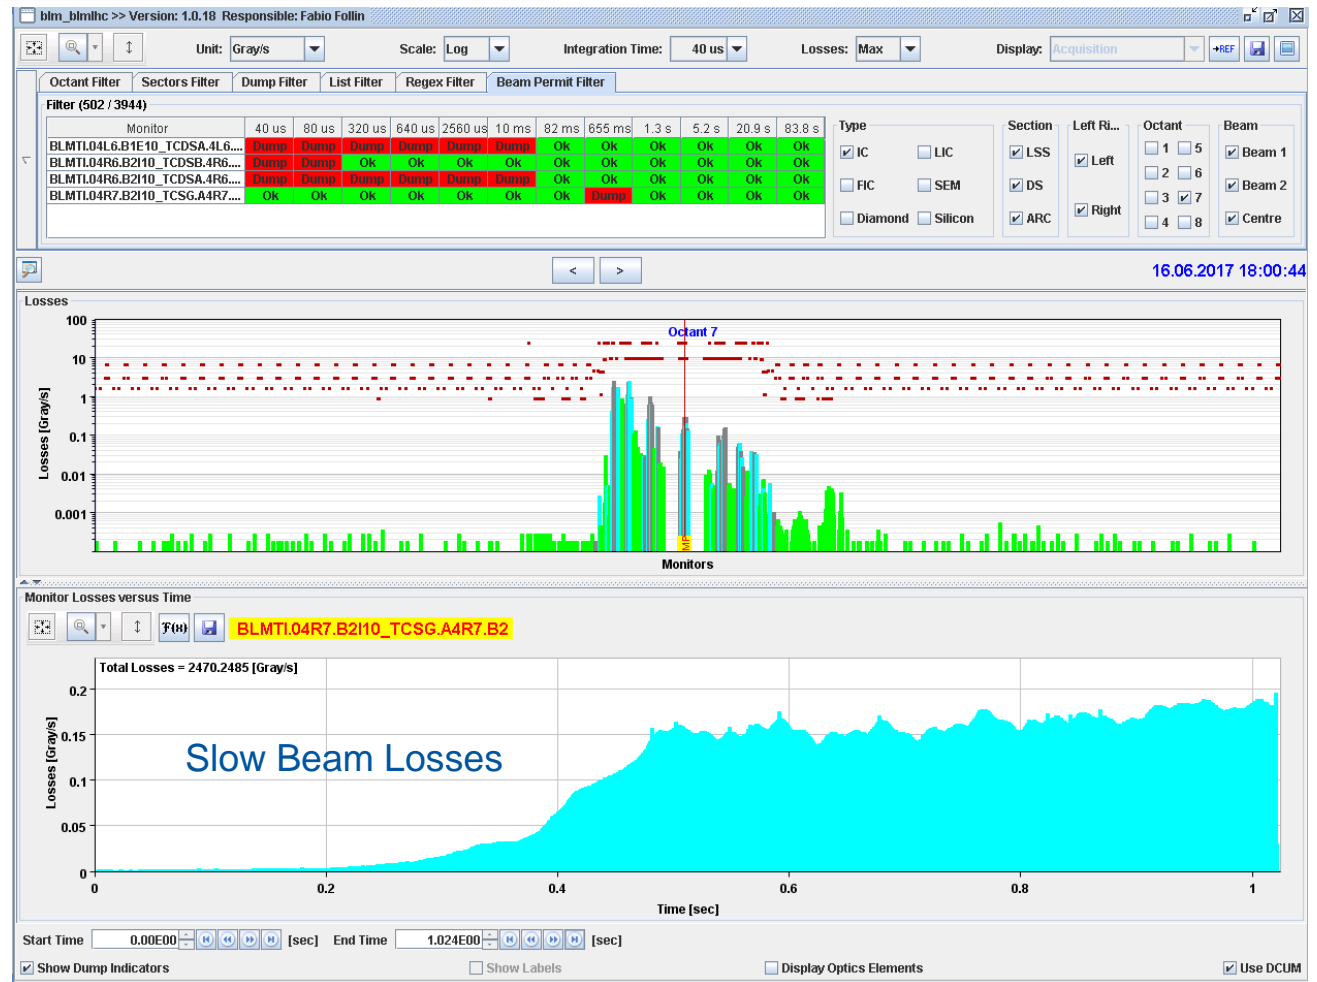 blm_blmlhc >> Version: 1.0.18 Responsible: Fabio Follin
Unit: Gray/s Scale: Log Integration Time: 40 us Losses: Max Display: Acquisition →REF
Octant Filter Sectors Filter Dump Filter List Filter Regex Filter Beam Permit Filter
Filter (502 / 3944)
Monitor 40 us 80 us 320 us 640 us 2560 us 10 ms 82 ms 655 ms 1.3 s 5.2 s 20.9 s 83.8 s
BLMTI.04L6.B1E10_TCDSA.4L6.... Dump Dump Dump Dump Dump Dump Ok Ok Ok Ok Ok Ok
BLMTI.04R6.B2I10_TCDSB.4R6.... Dump Dump Ok Ok Ok Ok Ok Ok Ok Ok Ok Ok
BLMTI.04R6.B2I10_TCDSA.4R6.... Dump Dump Dump Dump Dump Dump Ok Ok Ok Ok Ok Ok
BLMTI.04R7.B2I10_TCSG.A4R7.... Ok Ok Ok Ok Ok Ok Ok Dump Ok Ok Ok Ok
Type Section Left Ri... Octant Beam
IC LIC LSS Left 1 5 Beam 1
2 6
FIC SEM DS Beam 2
3 7
Right
Diamond Silicon ARC 4 8 Centre
< > 16.06.2017 18:00:44
Losses
100
10
1
0.1
0.01
0.001
Losses [Gray/s]
Octant 7
MP
Monitors
Monitor Losses versus Time
F(x) BLMTI.04R7.B2I10_TCSG.A4R7.B2
Total Losses = 2470.2485 [Gray/s]
0.2
0.15
0.1
0.05
0
Losses [Gray/s]
Slow Beam Losses
0 0.2 0.4 0.6 0.8 1
Time [sec]
Start Time 0.00E00 [sec] End Time 1.024E00 [sec]
Show Dump Indicators Show Labels Display Optics Elements Use DCUM